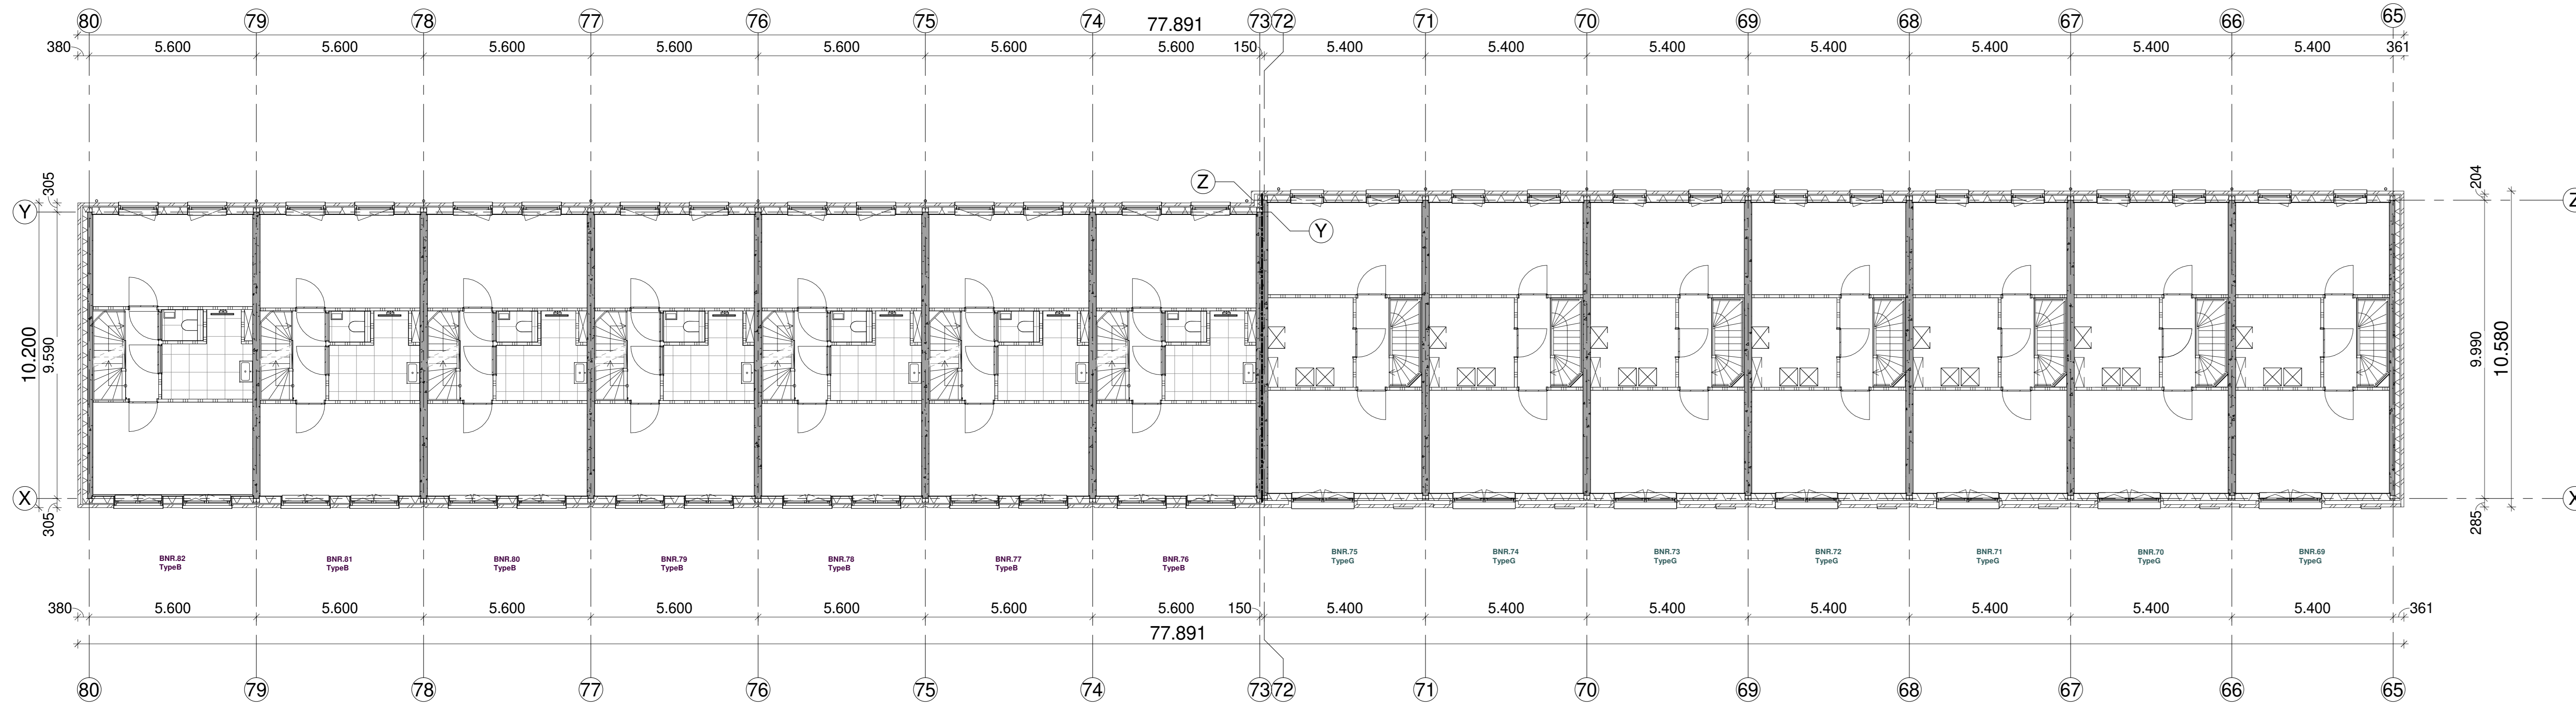 80 79 78 77 76 75 74 73 72 71 70 69 68 67 66 65
77.891
380 5.600 5.600 5.600 5.600 5.600 5.600 5.600 150 5.400 5.400 5.400 5.400 5.400 5.400 5.400 361
305 Z 204
Y Z
Y
10.200 9.590 9.990 10.580
X X
305 285
BNR.82 BNR.81 BNR.80 BNR.79 BNR.78 BNR.77 BNR.76 BNR.75 BNR.74 BNR.73 BNR.72 BNR.71 BNR.70 BNR.69
TypeB TypeB TypeB TypeB TypeB TypeB TypeB TypeG TypeG TypeG TypeG TypeG TypeG TypeG
380 5.600 5.600 5.600 5.600 5.600 5.600 5.600 150 5.400 5.400 5.400 5.400 5.400 5.400 5.400 361
77.891
80 79 78 77 76 75 74 73 72 71 70 69 68 67 66 65